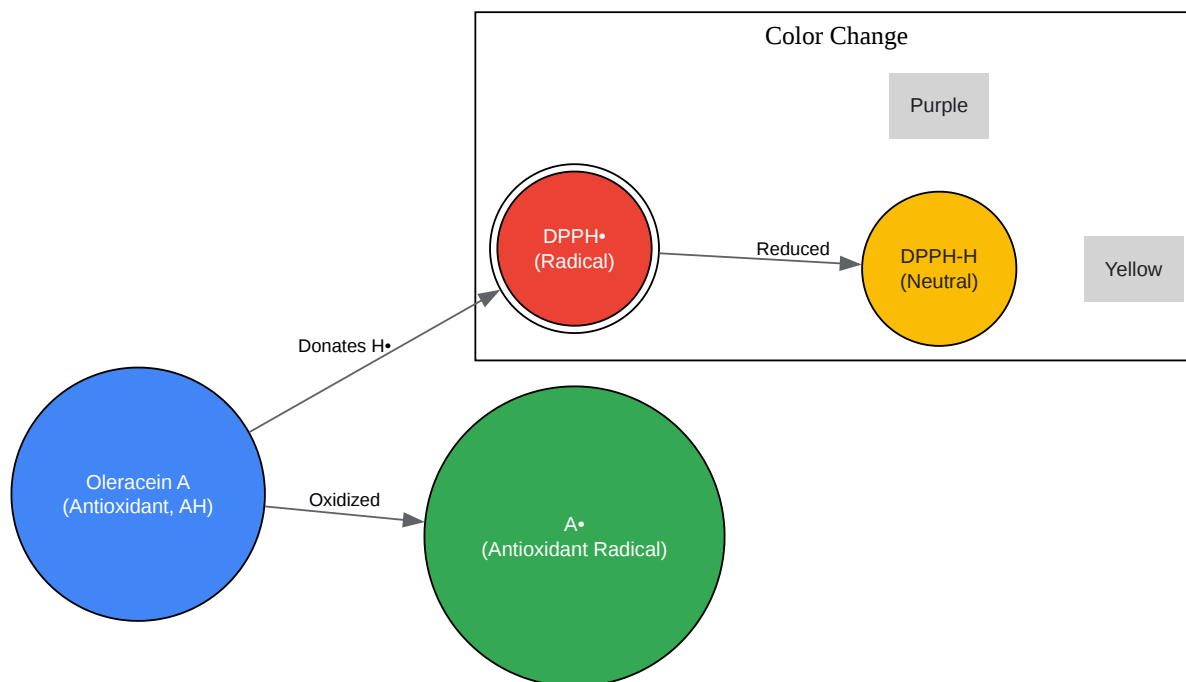 Color Change
Purple
DPPH•
(Radical)
Reduced
DPPH-H
(Neutral)
Yellow
Donates H•
Oleracein A
(Antioxidant, AH)
Oxidized
A•
(Antioxidant Radical)